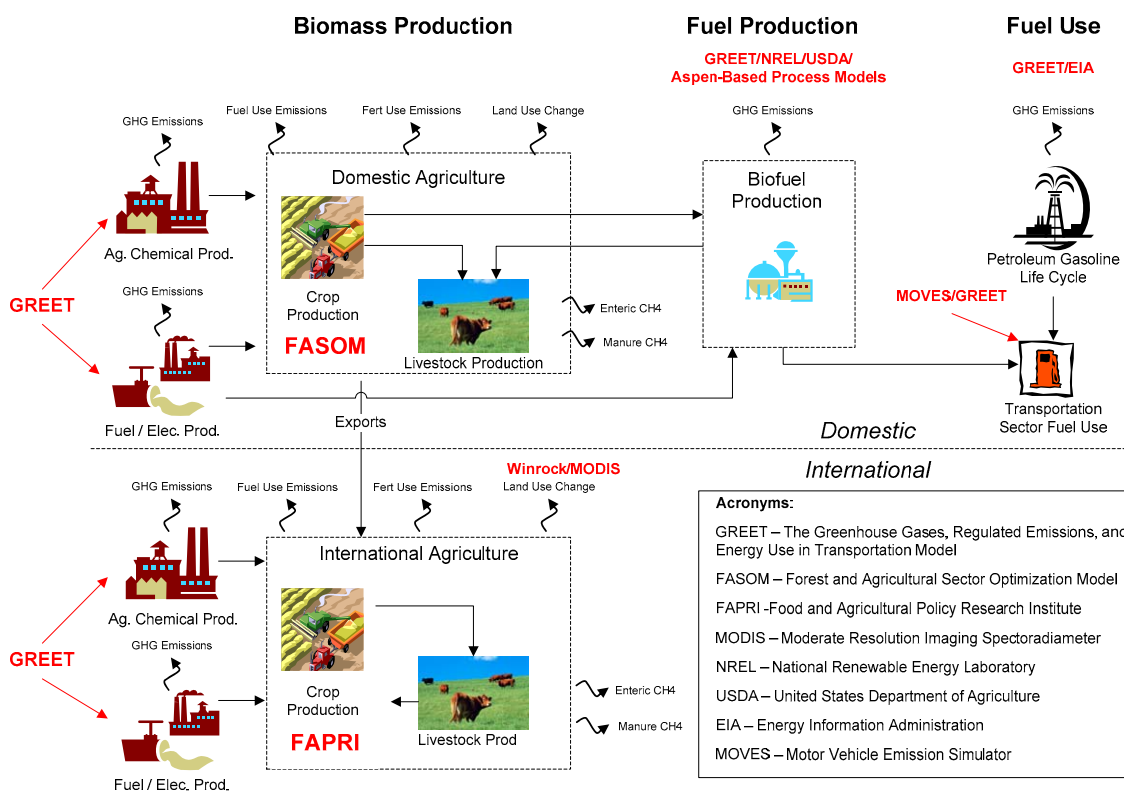 Biomass Production
Fuel Production
Fuel Use
GREET/NREL/USDA/
Aspen-Based Process Models
GREET/EIA
GHG Emissions
Fuel Use Emissions
Fert Use Emissions
Land Use Change
GHG Emissions
GHG Emissions
Domestic Agriculture
Biofuel
Production
Ag. Chemical Prod.
Petroleum Gasoline
Life Cycle
GREET
GHG Emissions
Crop
Production
FASOM
Livestock Production
Enteric CH4
Manure CH4
MOVES/GREET
Fuel / Elec. Prod.
Exports
Transportation
Sector Fuel Use
Domestic
International
Winrock/MODIS
GHG Emissions
Fuel Use Emissions
Fert Use Emissions
Land Use Change
International Agriculture
Ag. Chemical Prod.
GREET
GHG Emissions
Crop
Production
FAPRI
Livestock Prod
Enteric CH4
Manure CH4
Fuel / Elec. Prod.
Acronyms:
GREET – The Greenhouse Gases, Regulated Emissions, and
Energy Use in Transportation Model
FASOM – Forest and Agricultural Sector Optimization Model
FAPRI -Food and Agricultural Policy Research Institute
MODIS – Moderate Resolution Imaging Spectoradiameter
NREL – National Renewable Energy Laboratory
USDA – United States Department of Agriculture
EIA – Energy Information Administration
MOVES – Motor Vehicle Emission Simulator